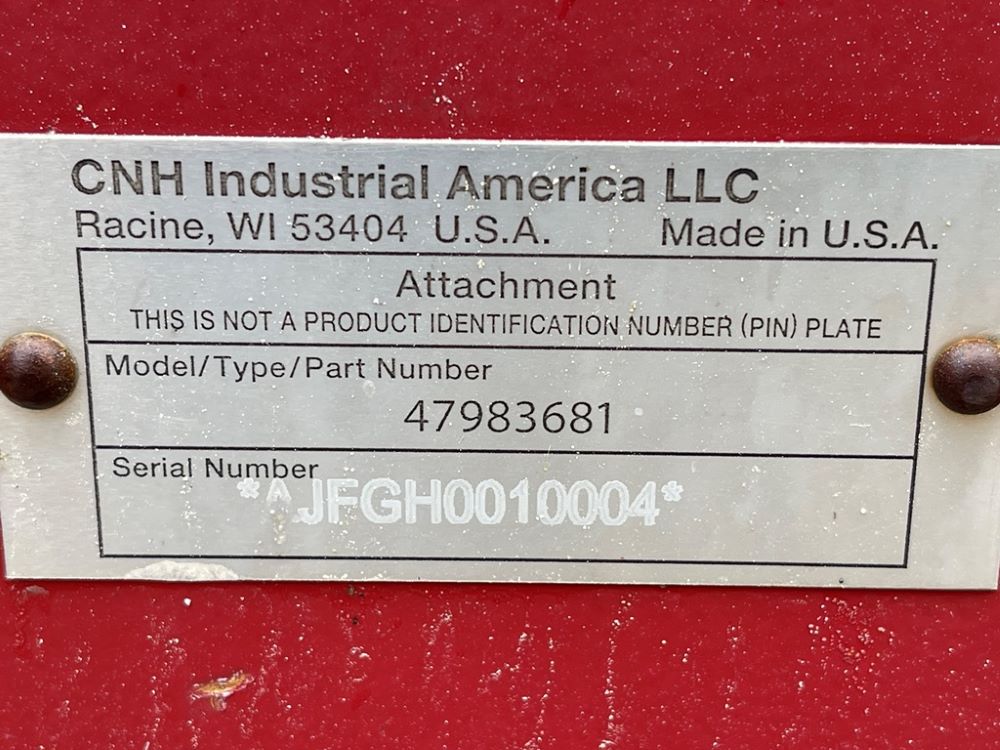 CNH Industrial America LLC
Racine, WI 53404 U.S.A. Made in U.S.A.
Attachment
THIS IS NOT A PRODUCT IDENTIFICATION NUMBER (PIN) PLATE
Model/Type/Part Number
47983681
Serial Number
*AJFGH0010004*